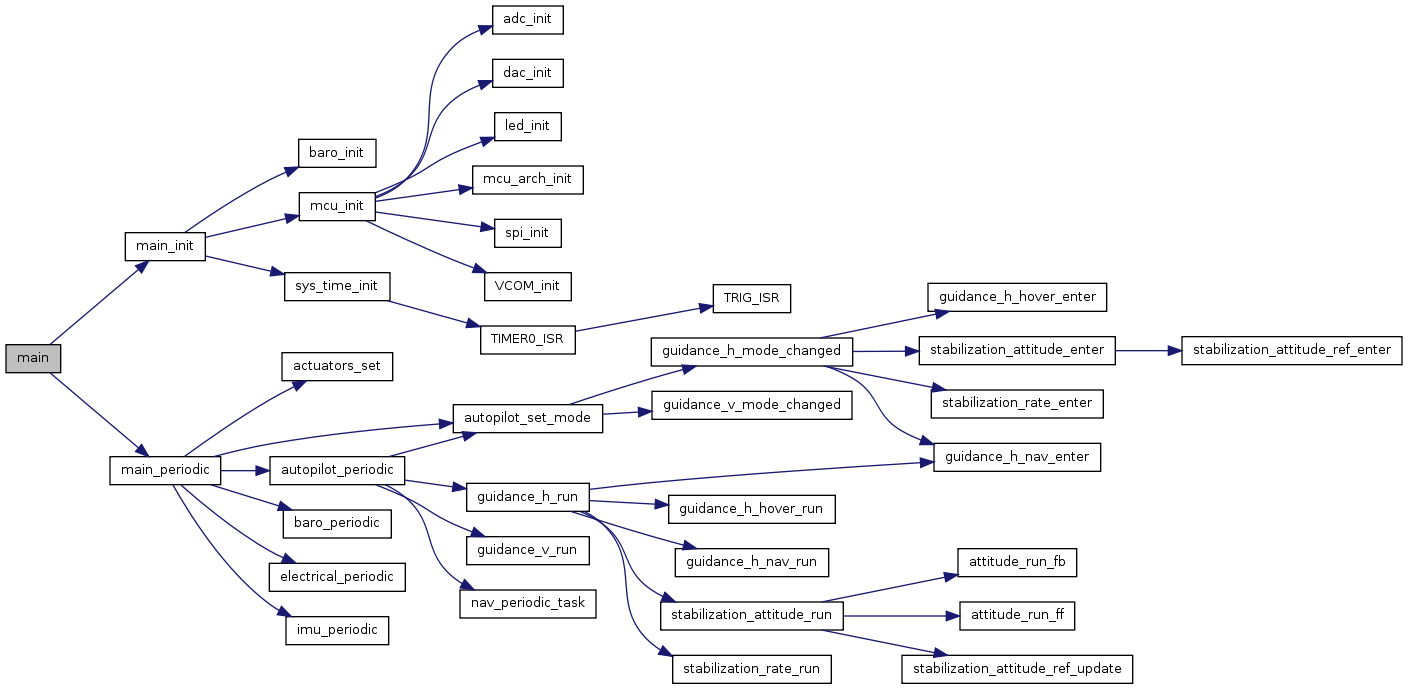 main
main_init
main_periodic
baro_init
mcu_init
sys_time_init
actuators_set
autopilot_periodic
baro_periodic
electrical_periodic
imu_periodic
adc_init
dac_init
led_init
mcu_arch_init
spi_init
VCOM_init
TIMER0_ISR
autopilot_set_mode
guidance_h_run
guidance_v_run
nav_periodic_task
TRIG_ISR
guidance_h_mode_changed
guidance_v_mode_changed
guidance_h_hover_run
guidance_h_nav_run
stabilization_attitude_run
stabilization_rate_run
guidance_h_hover_enter
stabilization_attitude_enter
stabilization_rate_enter
guidance_h_nav_enter
attitude_run_fb
attitude_run_ff
stabilization_attitude_ref_update
stabilization_attitude_ref_enter